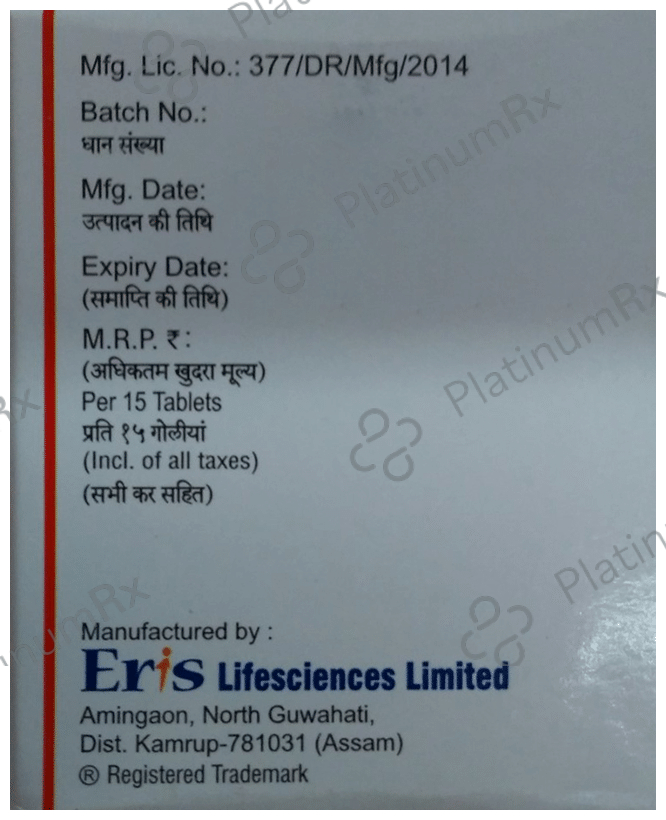 Mfg. Lic. No.: 377/DR/Mfg/2014
Batch No.:
घान संख्या
Mfg. Date:
उत्पादन की तिथि
Expiry Date:
(समाप्ति की तिथि)
M.R.P. ₹:
(अधिकतम खुदरा मूल्य)
Per 15 Tablets
प्रति १५ गोलीयां
(Incl. of all taxes)
(सभी कर सहित)
Manufactured by :
Eris Lifesciences Limited
Amingaon, North Guwahati,
Dist. Kamrup-781031 (Assam)
® Registered Trademark
PlatinumRx
PlatinumRx